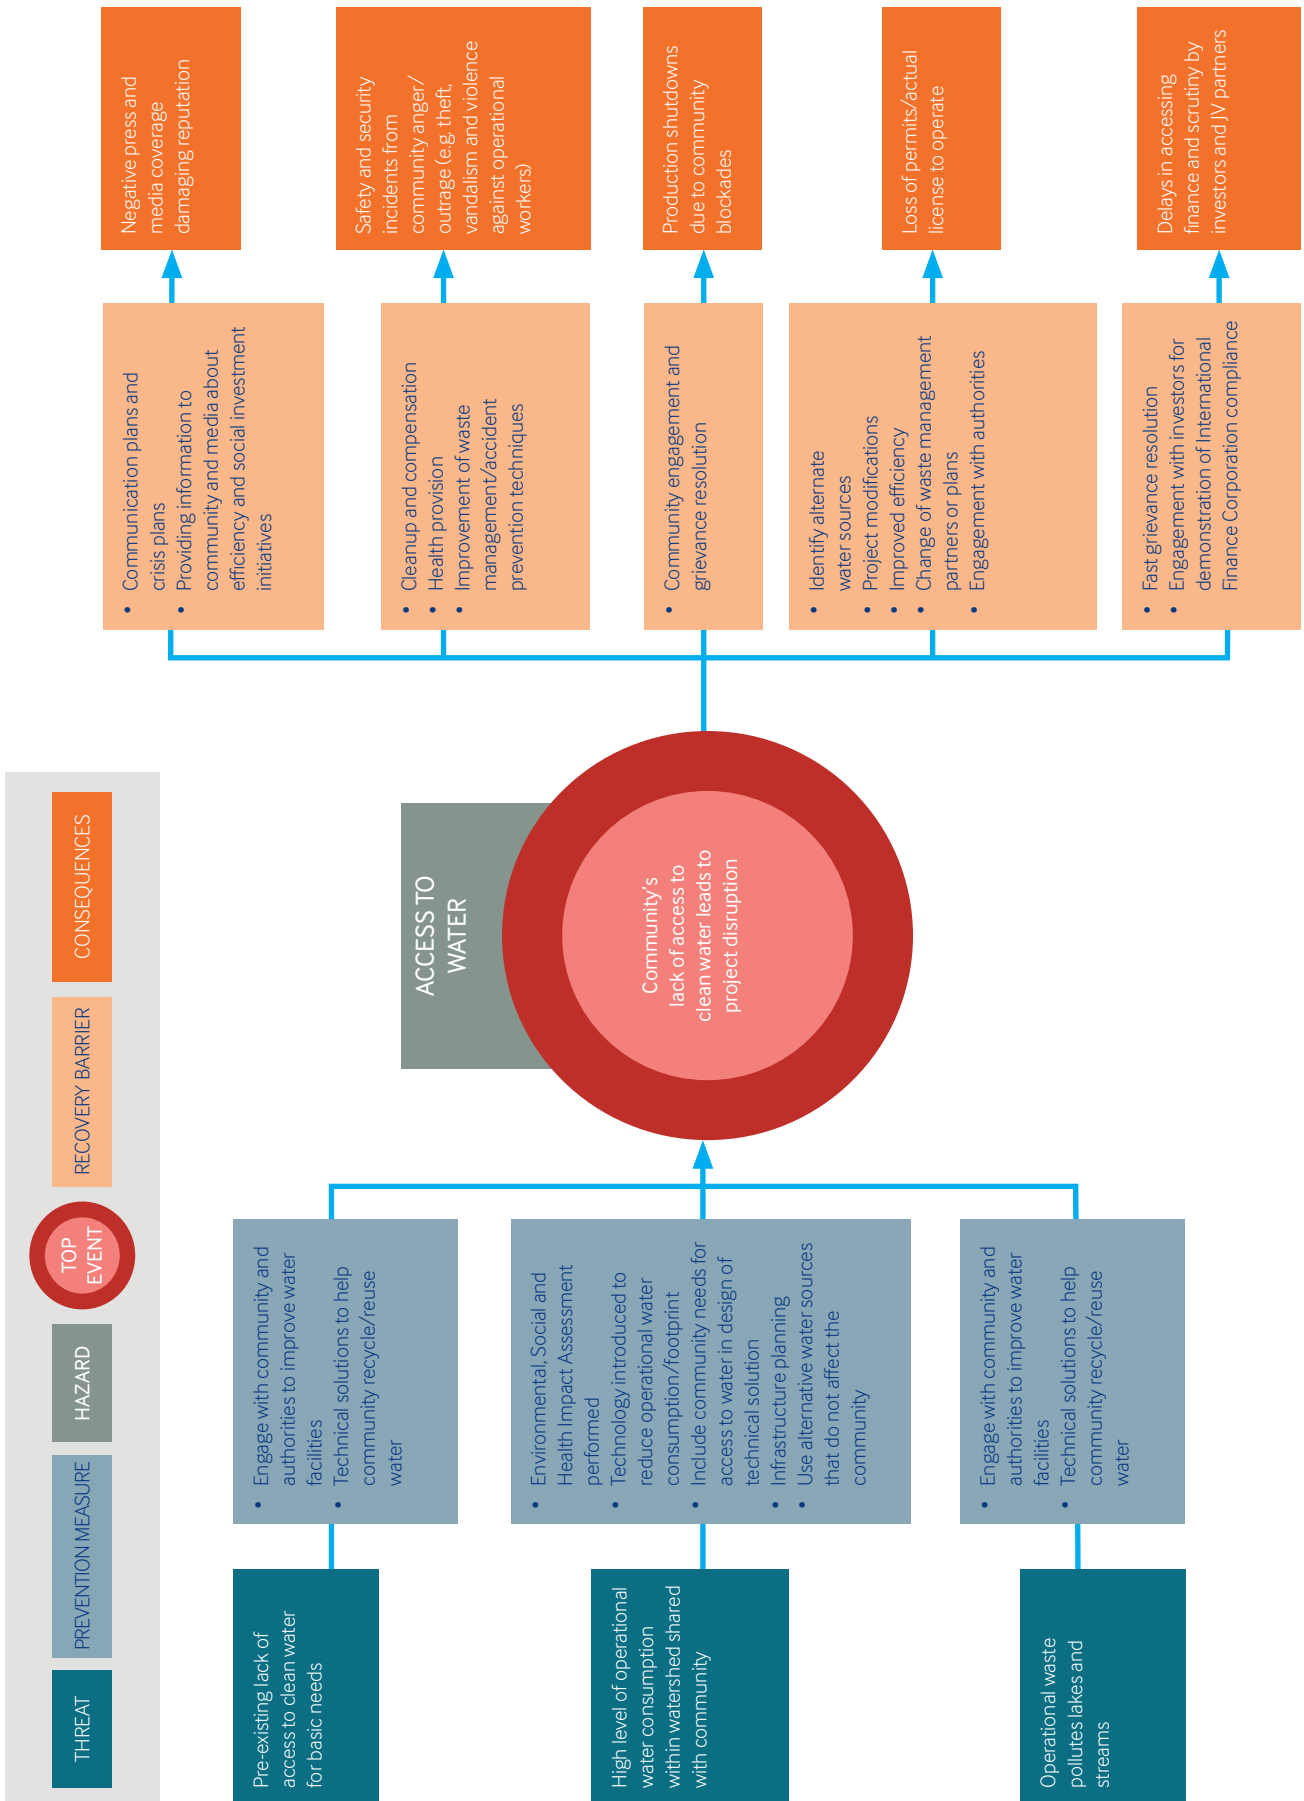 THREAT
PREVENTION MEASURE
HAZARD
TOP
EVENT
RECOVERY BARRIER
CONSEQUENCES
Pre-existing lack of
access to clean water
for basic needs
• Engage with community and
authorities to improve water
facilities
• Technical solutions to help
community recycle/reuse
water
High level of operational
water consumption
within watershed shared
with community
• Environmental, Social and
Health Impact Assessment
performed
• Technology introduced to
reduce operational water
consumption/footprint
• Include community needs for
access to water in design of
technical solution
• Infrastructure planning
• Use alternative water sources
that do not affect the
community
Operational waste
pollutes lakes and
streams
• Engage with community and
authorities to improve water
facilities
• Technical solutions to help
community recycle/reuse
water
ACCESS TO
WATER
Community's
lack of access to
clean water leads to
project disruption
• Communication plans and
crisis plans
• Providing information to
community and media about
efficiency and social investment
initiatives
Negative press and
media coverage
damaging reputation
• Cleanup and compensation
• Health provision
• Improvement of waste
management/accident
prevention techniques
Safety and security
incidents from
community anger/
outrage (e.g. theft,
vandalism and violence
against operational
workers)
• Community engagement and
grievance resolution
Production shutdowns
due to community
blockades
• Identify alternate
water sources
• Project modifications
• Improved efficiency
• Change of waste management
partners or plans
• Engagement with authorities
Loss of permits/actual
license to operate
• Fast grievance resolution
• Engagement with investors for
demonstration of International
Finance Corporation compliance
Delays in accessing
finance and scrutiny by
investors and JV partners